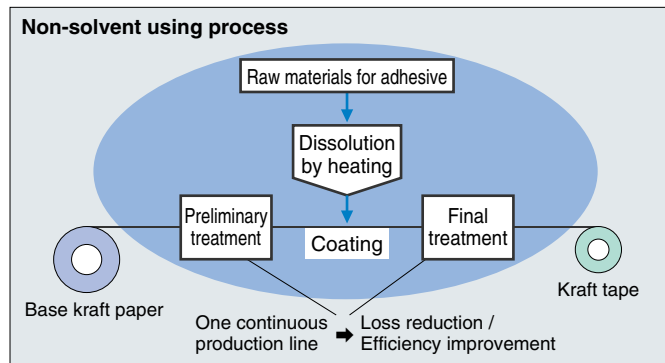 Non-solvent using process
Raw materials for adhesive
Dissolution
by heating
Preliminary
treatment
Coating
Final
treatment
Base kraft paper
Kraft tape
One continuous
production line
Loss reduction /
Efficiency improvement